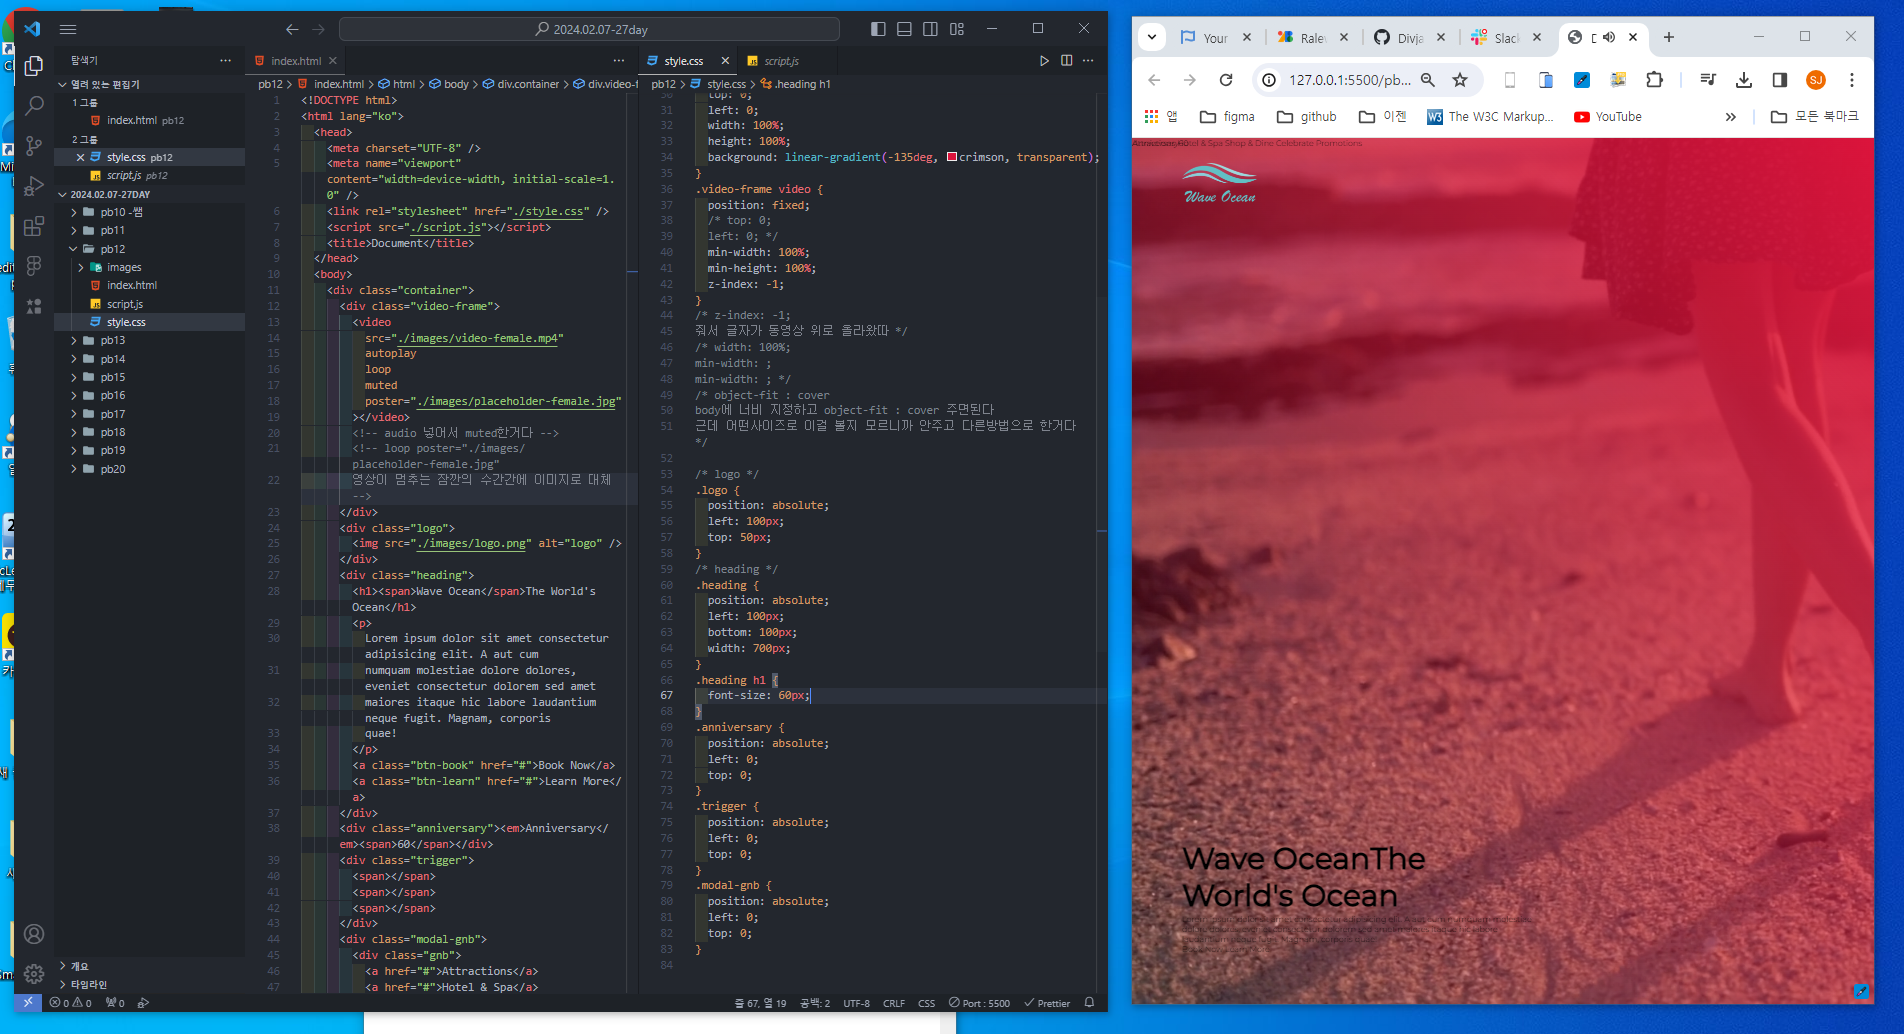 2024.02.07-27day
탐색기
열려 있는 편집기
1 그룹
index.html pb12
2 그룹
style.css pb12
script.js pb12
2024.02.07-27DAY
pb10 -쌤
pb11
pb12
images
index.html
script.js
style.css
pb13
pb14
pb15
pb16
pb17
pb18
pb19
pb20
개요
타임라인
index.html
pb12 > index.html > html > body > div.container > div.video-f
1 <!DOCTYPE html>
2 <html lang="ko">
3 <head>
4 <meta charset="UTF-8" />
5 <meta name="viewport"
content="width=device-width, initial-scale=1.
0" />
6 <link rel="stylesheet" href="./style.css" />
7 <script src="./script.js"></script>
8 <title>Document</title>
9 </head>
10 <body>
11 <div class="container">
12 <div class="video-frame">
13 <video
14 src="./images/video-female.mp4"
15 autoplay
16 loop
17 muted
18 poster="./images/placeholder-female.jpg"
19 ></video>
20 <!-- audio 넣어서 muted한거다 -->
21 <!-- loop poster="./images/
placeholder-female.jpg"
22 영상이 멈추는 잠깐의 수간간에 이미지로 대체
-->
23 </div>
24 <div class="logo">
25 <img src="./images/logo.png" alt="logo" />
26 </div>
27 <div class="heading">
28 <h1><span>Wave Ocean</span>The World's
Ocean</h1>
29 <p>
30 Lorem ipsum dolor sit amet consectetur
adipisicing elit. A aut cum
31 numquam molestiae dolore dolores,
eveniet consectetur dolorem sed amet
32 maiores itaque hic labore laudantium
neque fugit. Magnam, corporis
33 quae!
34 </p>
35 <a class="btn-book" href="#">Book Now</a>
36 <a class="btn-learn" href="#">Learn More</
a>
37 </div>
38 <div class="anniversary"><em>Anniversary</
em><span>60</span></div>
39 <div class="trigger">
40 <span></span>
41 <span></span>
42 <span></span>
43 </div>
44 <div class="modal-gnb">
45 <div class="gnb">
46 <a href="#">Attractions</a>
47 <a href="#">Hotel & Spa</a>
style.css
script.js
pb12 > style.css > .heading h1
30 top: 0;
31 left: 0;
32 width: 100%;
33 height: 100%;
34 background: linear-gradient(-135deg, crimson, transparent);
35 }
36 .video-frame video {
37 position: fixed;
38 /* top: 0;
39 left: 0; */
40 min-width: 100%;
41 min-height: 100%;
42 z-index: -1;
43 }
44 /* z-index: -1;
45 줘서 글자가 동영상 위로 올라왔따 */
46 /* width: 100%;
47 min-width: ;
48 min-width: ; */
49 /* object-fit : cover
50 body에 너비 지정하고 object-fit : cover 주면된다
51 근데 어떤사이즈로 이걸 볼지 모르니까 안주고 다른방법으로 한거다
*/
52
53 /* logo */
54 .logo {
55 position: absolute;
56 left: 100px;
57 top: 50px;
58 }
59 /* heading */
60 .heading {
61 position: absolute;
62 left: 100px;
63 bottom: 100px;
64 width: 700px;
65 }
66 .heading h1 {
67 font-size: 60px;
68 }
69 .anniversary {
70 position: absolute;
71 left: 0;
72 top: 0;
73 }
74 .trigger {
75 position: absolute;
76 left: 0;
77 top: 0;
78 }
79 .modal-gnb {
80 position: absolute;
81 left: 0;
82 top: 0;
83 }
84
0 0 0 줄 67, 열 19 공백: 2 UTF-8 CRLF CSS Port : 5500 Prettier
Your Rale Divja Slack D
127.0.0.1:5500/pb...
SJ
앱 figma github 이젠 The W3C Markup... YouTube 모든 북마크
Hotel & Spa Shop & Dine Celebrate Promotions
Wave Ocean
Wave OceanThe
World's Ocean